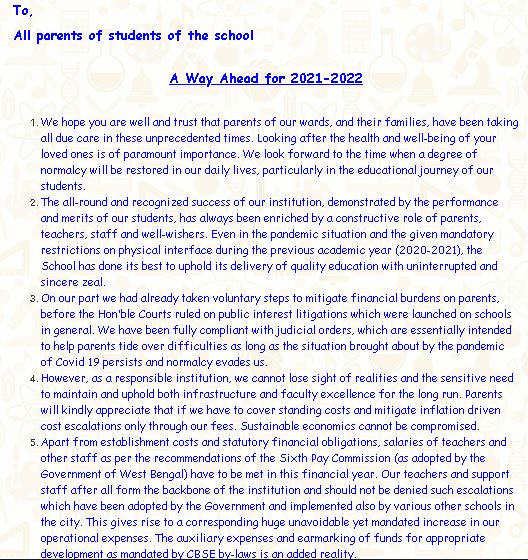 To,
All parents of students of the school
A Way Ahead for 2021-2022
1. We hope you are well and trust that parents of our wards, and their families, have been taking
all due care in these unprecedented times. Looking after the health and well-being of your
loved ones is of paramount importance. We look forward to the time when a degree of
normalcy will be restored in our daily lives, particularly in the educational journey of our
students.
2. The all-round and recognized success of our institution, demonstrated by the performance
and merits of our students, has always been enriched by a constructive role of parents,
teachers, staff and well-wishers. Even in the pandemic situation and the given mandatory
restrictions on physical interface during the previous academic year (2020-2021), the
School has done its best to uphold its delivery of quality education with uninterrupted and
sincere zeal.
3. On our part we had already taken voluntary steps to mitigate financial burdens on parents,
before the Hon'ble Courts ruled on public interest litigations which were launched on schools
in general. We have been fully compliant with judicial orders, which are essentially intended
to help parents tide over difficulties as long as the situation brought about by the pandemic
of Covid 19 persists and normalcy evades us.
4. However, as a responsible institution, we cannot lose sight of realities and the sensitive need
to maintain and uphold both infrastructure and faculty excellence for the long run. Parents
will kindly appreciate that if we have to cover standing costs and mitigate inflation driven
cost escalations only through our fees. Sustainable economics cannot be compromised.
5. Apart from establishment costs and statutory financial obligations, salaries of teachers and
other staff as per the recommendations of the Sixth Pay Commission (as adopted by the
Government of West Bengal) have to be met in this financial year. Our teachers and support
staff after all form the backbone of the institution and should not be denied such escalations
which have been adopted by the Government and implemented also by various other schools in
the city. This gives rise to a corresponding huge unavoidable yet mandated increase in our
operational expenses. The auxiliary expenses and earmarking of funds for appropriate
development as mandated by CBSE by-laws is an added reality.